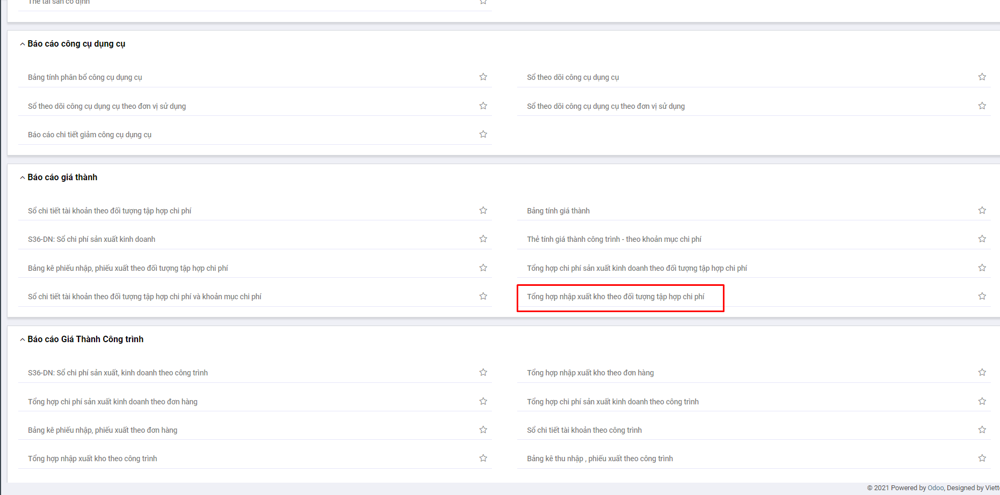 Thẻ tài sản cố định
Báo cáo công cụ dụng cụ
Bảng tính phân bổ công cụ dụng cụ
Sổ theo dõi công cụ dụng cụ
Sổ theo dõi công cụ dụng cụ theo đơn vị sử dụng
Sổ theo dõi công cụ dụng cụ theo đơn vị sử dụng
Báo cáo chi tiết giảm công cụ dụng cụ
Báo cáo giá thành
Sổ chi tiết tài khoản theo đối tượng tập hợp chi phí
Bảng tính giá thành
S36-DN: Sổ chi phí sản xuất kinh doanh
Thẻ tính giá thành công trình - theo khoản mục chi phí
Bảng kê phiếu nhập, phiếu xuất theo đối tượng tập hợp chi phí
Tổng hợp chi phí sản xuất kinh doanh theo đối tượng tập hợp chi phí
Sổ chi tiết tài khoản theo đối tượng tập hợp chi phí và khoản mục chi phí
Tổng hợp nhập xuất kho theo đối tượng tập hợp chi phí
Báo cáo Giá Thành Công trình
S36-DN: Sổ chi phí sản xuất, kinh doanh theo công trình
Tổng hợp nhập xuất kho theo đơn hàng
Tổng hợp chi phí sản xuất kinh doanh theo đơn hàng
Tổng hợp chi phí sản xuất kinh doanh theo công trình
Bảng kê phiếu nhập, phiếu xuất theo đơn hàng
Sổ chi tiết tài khoản theo công trình
Tổng hợp nhập xuất kho theo công trình
Bảng kê thu nhập , phiếu xuất theo công trình
© 2021 Powered by Odoo, Designed by Viett